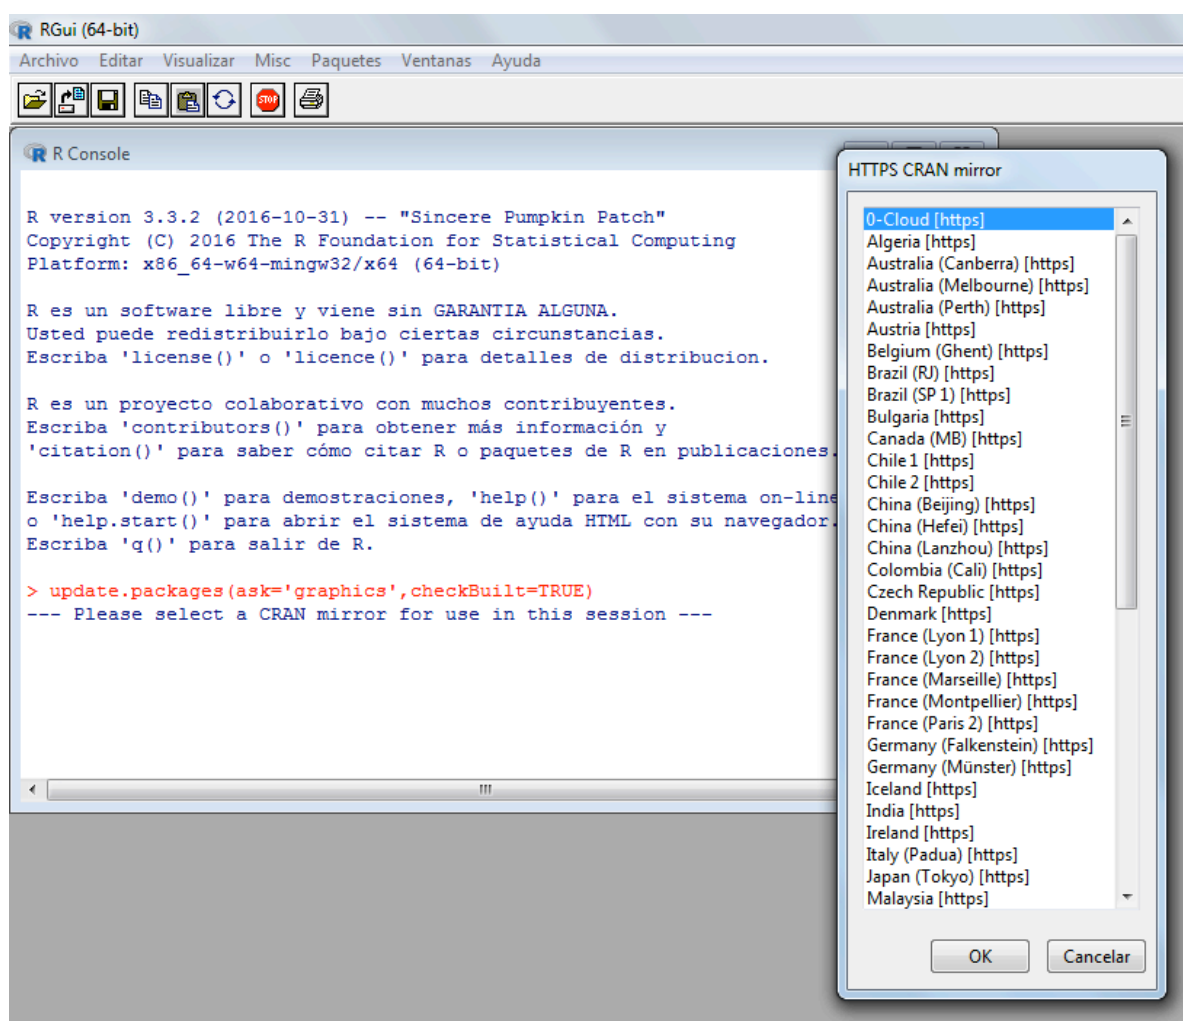 RGui (64-bit)
Archivo Editar Visualizar Misc Paquetes Ventanas Ayuda
STOP
R Console
R version 3.3.2 (2016-10-31) -- "Sincere Pumpkin Patch"
Copyright (C) 2016 The R Foundation for Statistical Computing
Platform: x86_64-w64-mingw32/x64 (64-bit)
R es un software libre y viene sin GARANTIA ALGUNA.
Usted puede redistribuirlo bajo ciertas circunstancias.
Escriba 'license()' o 'licence()' para detalles de distribucion.
R es un proyecto colaborativo con muchos contribuyentes.
Escriba 'contributors()' para obtener más información y
'citation()' para saber cómo citar R o paquetes de R en publicaciones.
Escriba 'demo()' para demostraciones, 'help()' para el sistema on-line
o 'help.start()' para abrir el sistema de ayuda HTML con su navegador.
Escriba 'q()' para salir de R.
> update.packages(ask='graphics',checkBuilt=TRUE)
--- Please select a CRAN mirror for use in this session ---
HTTPS CRAN mirror
0-Cloud [https]
Algeria [https]
Australia (Canberra) [https]
Australia (Melbourne) [https]
Australia (Perth) [https]
Austria [https]
Belgium (Ghent) [https]
Brazil (RJ) [https]
Brazil (SP 1) [https]
Bulgaria [https]
Canada (MB) [https]
Chile 1 [https]
Chile 2 [https]
China (Beijing) [https]
China (Hefei) [https]
China (Lanzhou) [https]
Colombia (Cali) [https]
Czech Republic [https]
Denmark [https]
France (Lyon 1) [https]
France (Lyon 2) [https]
France (Marseille) [https]
France (Montpellier) [https]
France (Paris 2) [https]
Germany (Falkenstein) [https]
Germany (Münster) [https]
Iceland [https]
India [https]
Ireland [https]
Italy (Padua) [https]
Japan (Tokyo) [https]
Malaysia [https]
OK Cancelar